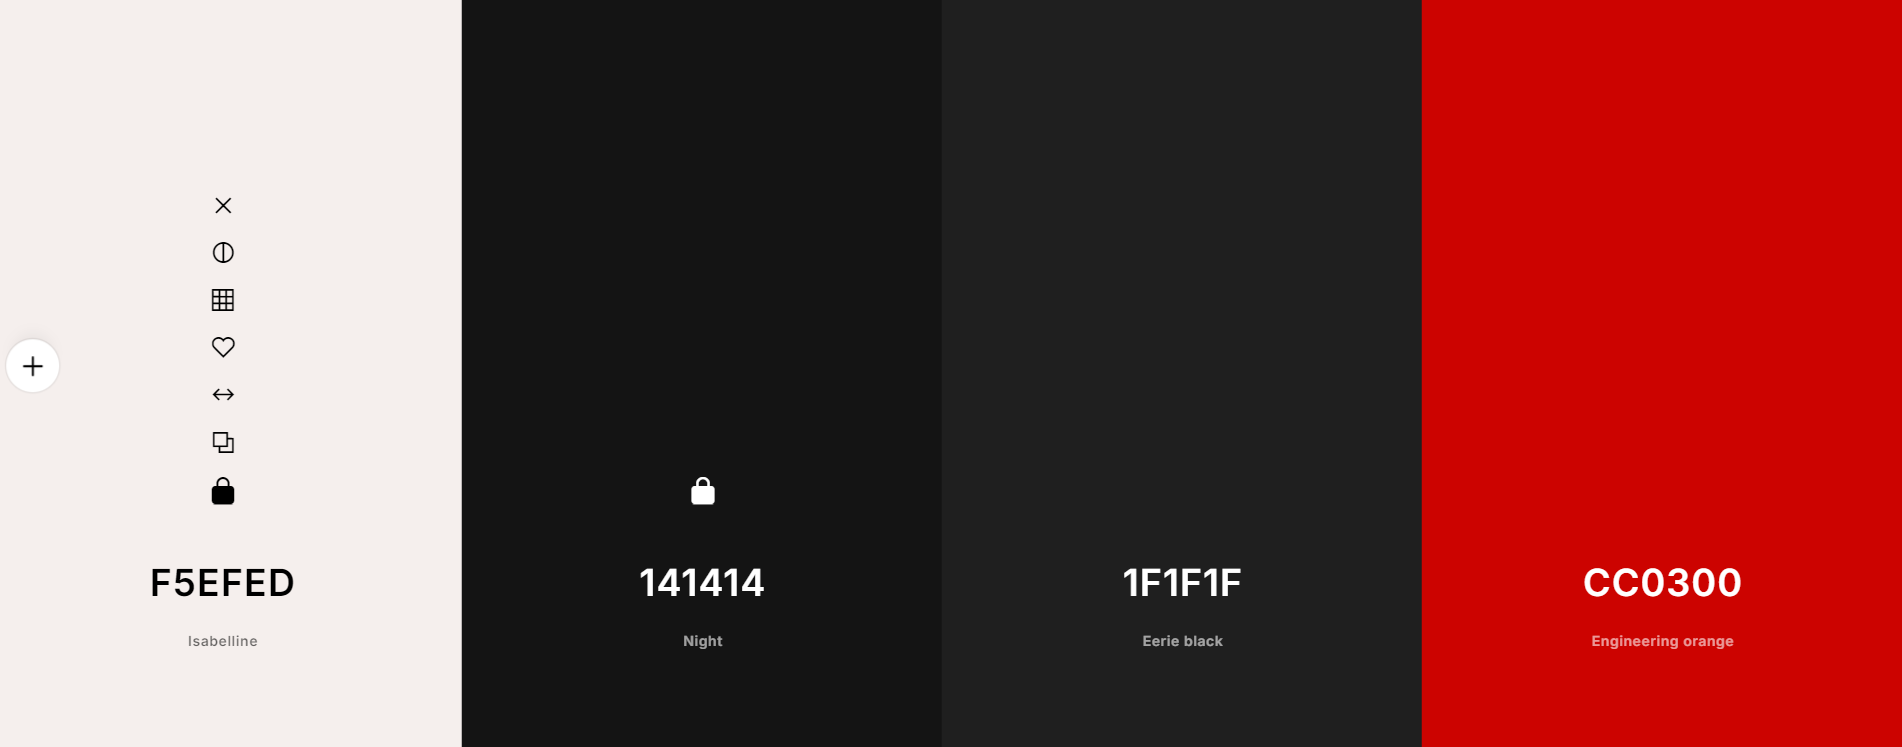 F5EFED
Isabelline
141414
Night
1F1F1F
Eerie black
CC0300
Engineering orange